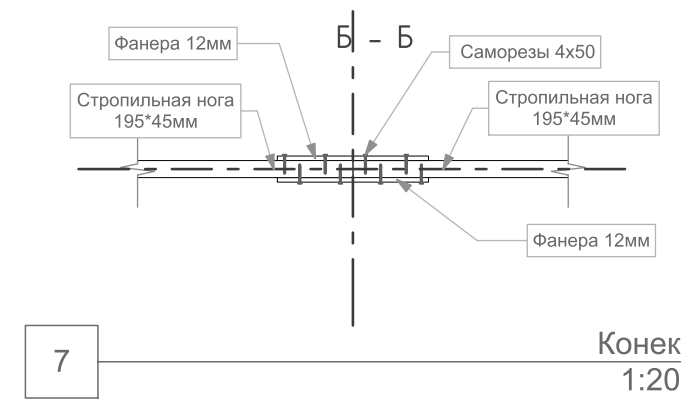 Б - Б
Фанера 12мм
Саморезы 4х50
Стропильная нога
195*45мм
Стропильная нога
195*45мм
Фанера 12мм
7
Конек
1:20